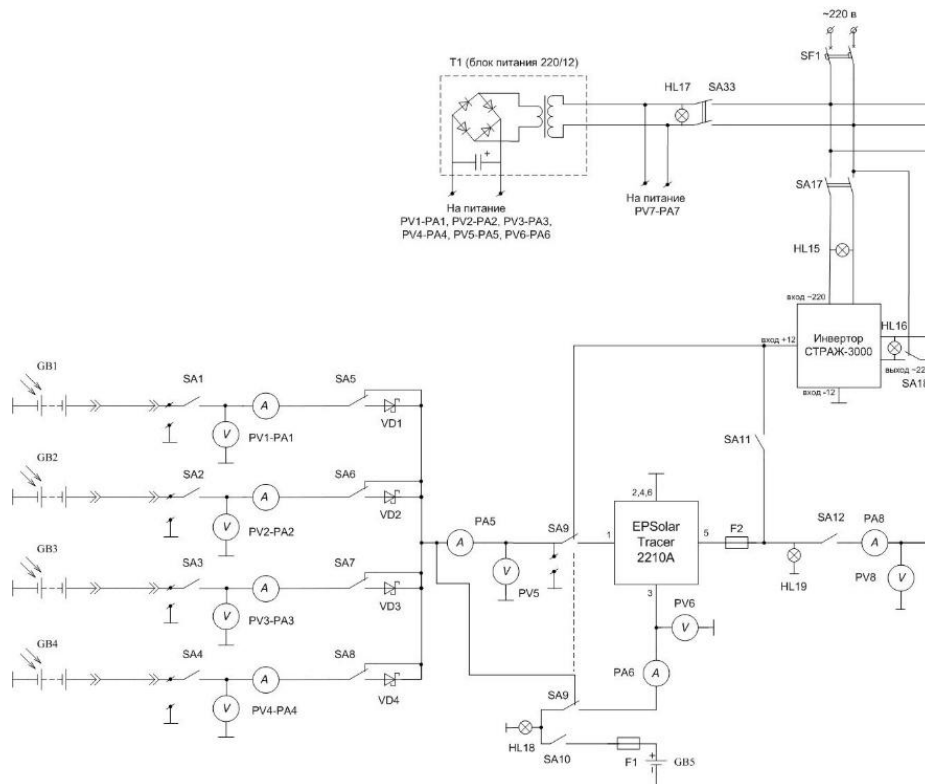 ~220 в
SF1
T1 (блок питания 220/12)
HL17
SA33
+
На питание
PV1-PA1, PV2-PA2, PV3-PA3,
PV4-PA4, PV5-PA5, PV6-PA6
На питание
PV7-PA7
SA17
HL15
вход ~220
Инвертор
СТРАЖ-3000
вход +12
HL16
выход ~22
SA18
вход -12
GB1
SA1
A
SA5
V
PV1-PA1
VD1
GB2
SA2
A
SA6
V
PV2-PA2
VD2
GB3
SA3
A
SA7
V
PV3-PA3
VD3
GB4
SA4
A
SA8
V
PV4-PA4
VD4
PA5
A
V
PV5
SA9
1
2,4,6
EPSolar
Tracer
2210A
5
3
F2
SA11
HL19
SA12
PA8
A
PV8
V
PV6
V
PA6
A
SA9
HL18
SA10
F1
+
GB5